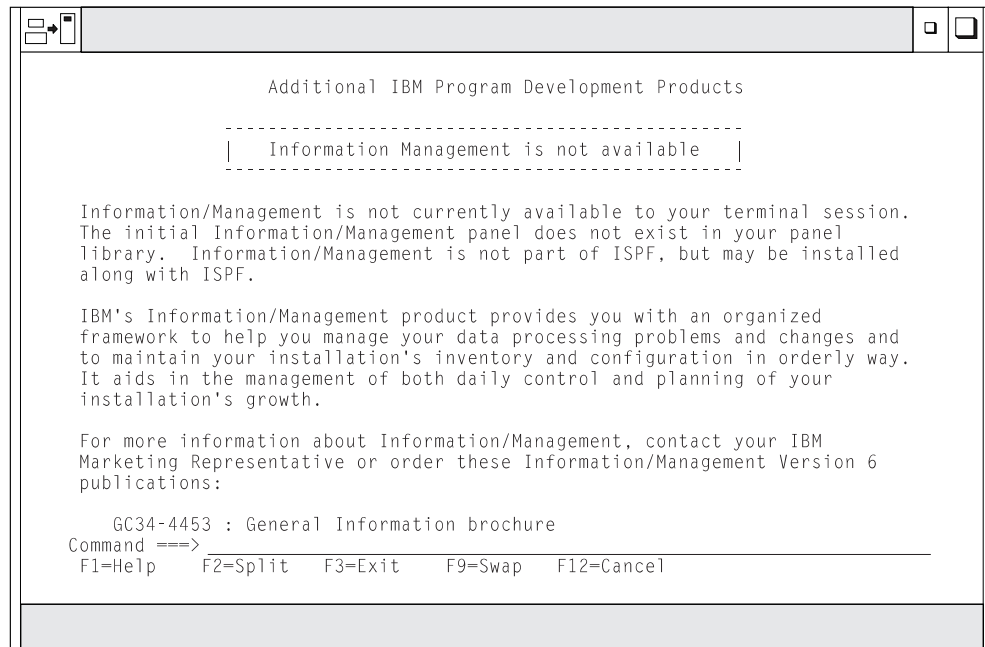 Additional IBM Program Development Products
-----------------------------------------------
| Information Management is not available |
-----------------------------------------------
Information/Management is not currently available to your terminal session.
The initial Information/Management panel does not exist in your panel
library.  Information/Management is not part of ISPF, but may be installed
along with ISPF.
IBM's Information/Management product provides you with an organized
framework to help you manage your data processing problems and changes and
to maintain your installation's inventory and configuration in orderly way.
It aids in the management of both daily control and planning of your
installation's growth.
For more information about Information/Management, contact your IBM
Marketing Representative or order these Information/Management Version 6
publications:
GC34-4453 : General Information brochure
Command ===>
F1=Help F2=Split F3=Exit F9=Swap F12=Cancel